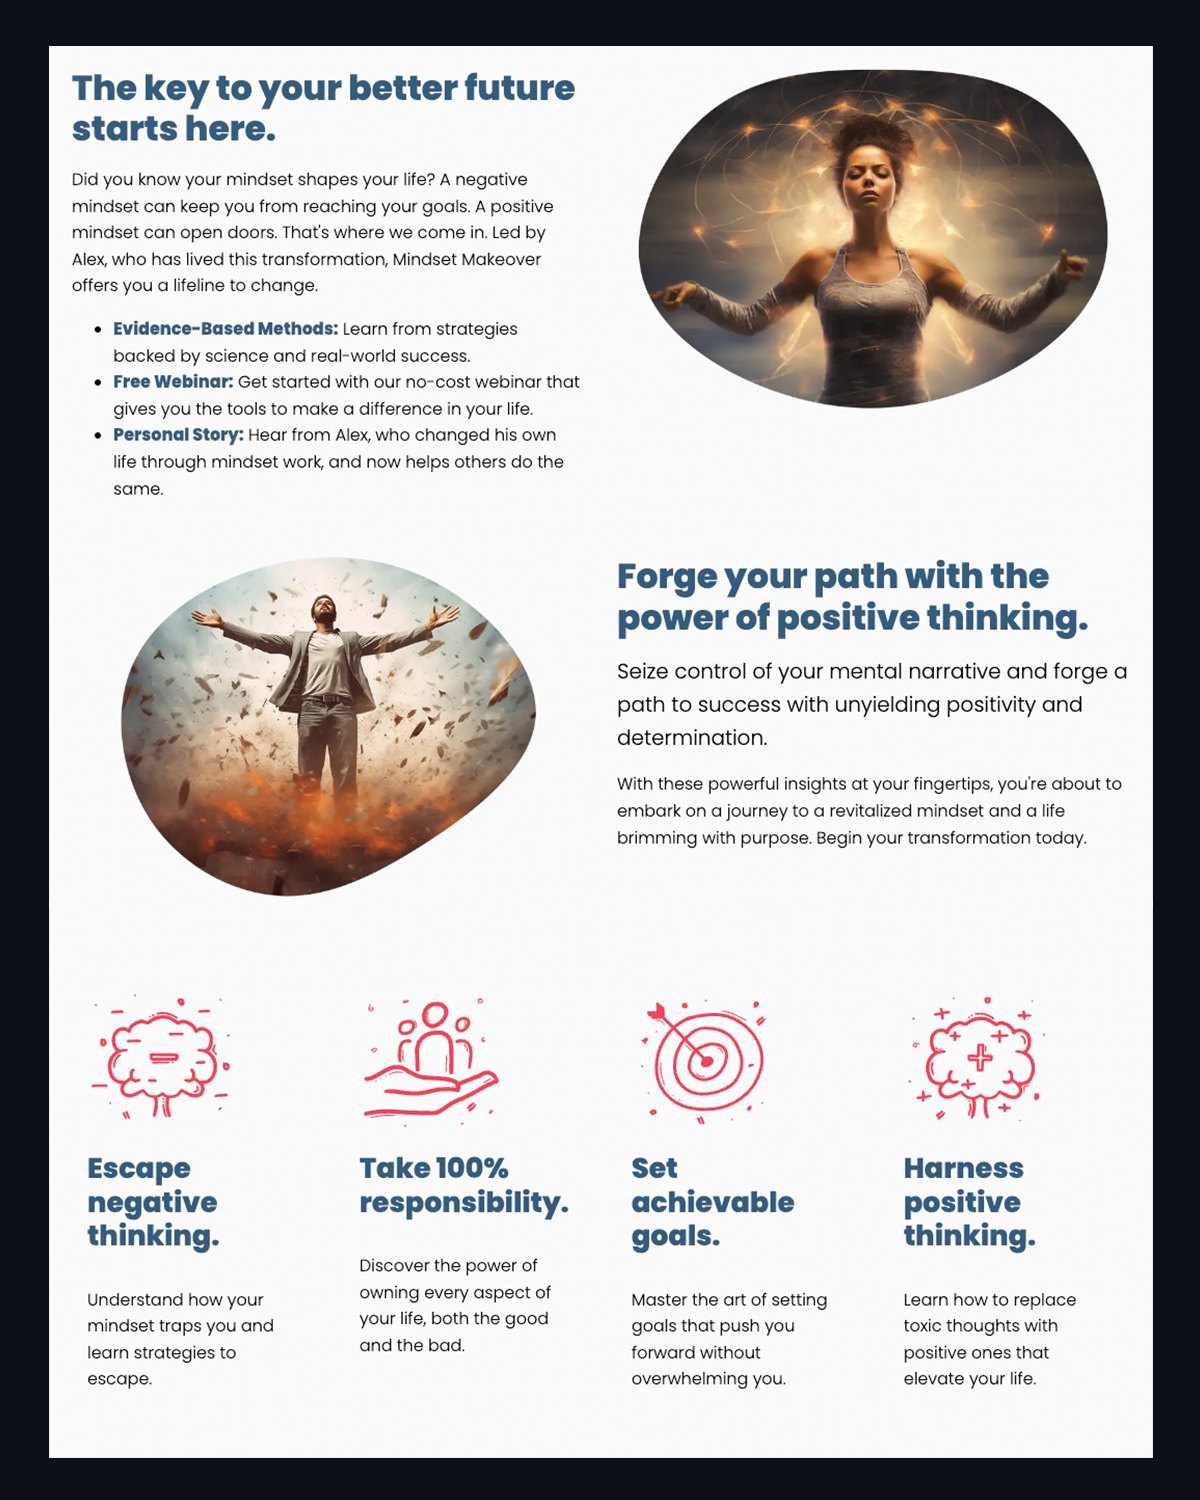 The key to your better future
starts here.
Did you know your mindset shapes your life? A negative
mindset can keep you from reaching your goals. A positive
mindset can open doors. That's where we come in. Led by
Alex, who has lived this transformation, Mindset Makeover
offers you a lifeline to change.
• Evidence-Based Methods: Learn from strategies
backed by science and real-world success.
• Free Webinar: Get started with our no-cost webinar that
gives you the tools to make a difference in your life.
• Personal Story: Hear from Alex, who changed his own
life through mindset work, and now helps others do the
same.
Forge your path with the
power of positive thinking.
Seize control of your mental narrative and forge a
path to success with unyielding positivity and
determination.
With these powerful insights at your fingertips, you're about to
embark on a journey to a revitalized mindset and a life
brimming with purpose. Begin your transformation today.
Escape
negative
thinking.
Understand how your
mindset traps you and
learn strategies to
escape.
Take 100%
responsibility.
Discover the power of
owning every aspect of
your life, both the good
and the bad.
Set
achievable
goals.
Master the art of setting
goals that push you
forward without
overwhelming you.
Harness
positive
thinking.
Learn how to replace
toxic thoughts with
positive ones that
elevate your life.